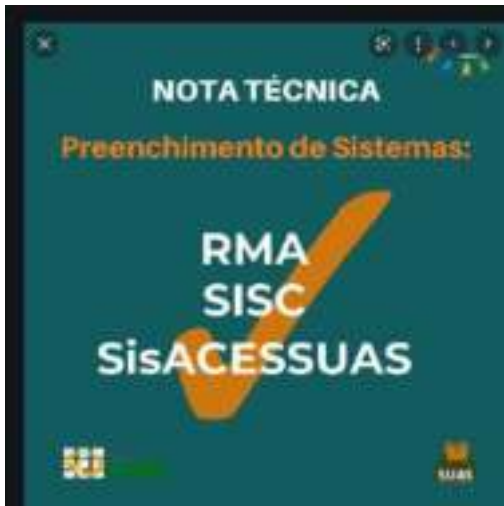 NOTA TÉCNICA
Preenchimento de Sistemas:
RMA
SISC
SisACESSUAS
SUAS